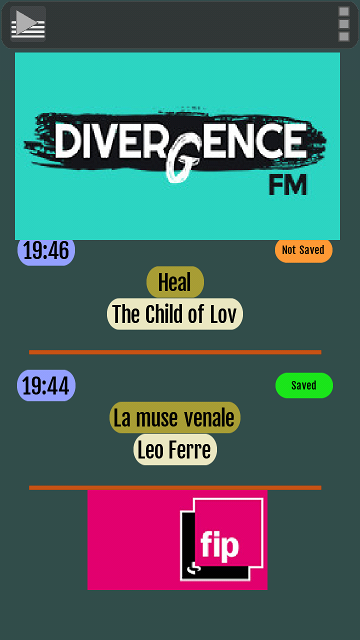 DIVERGENCE
FM
19:46
Not Saved
Heal
The Child of Lov
19:44
Saved
La muse venale
Leo Ferre
fip